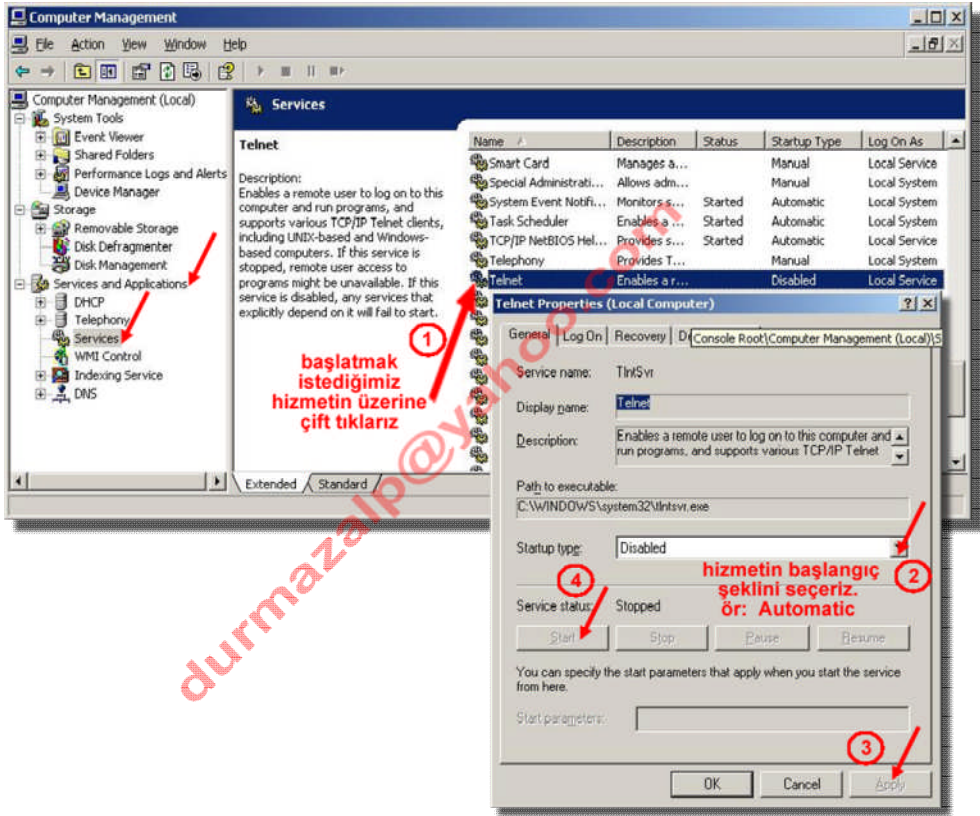 Computer Management
File Action View Window Help
Computer Management (Local)
System Tools
Event Viewer
Shared Folders
Performance Logs and Alerts
Device Manager
Storage
Removable Storage
Disk Defragmenter
Disk Management
Services and Applications
DHCP
Telephony
Services
WMI Control
Indexing Service
DNS
Services
Telnet
Description:
Enables a remote user to log on to this
computer and run programs, and
supports various TCP/IP Telnet clients,
including UNIX-based and Windows-
based computers. If this service is
stopped, remote user access to
programs might be unavailable. If this
service is disabled, any services that
explicitly depend on it will fail to start.
1
başlatmak
istediğimiz
hizmetin üzerine
çift tıklarız
Extended Standard
Name Description Status Startup Type Log On As
Smart Card Manages a... Manual Local Service
Special Administrati... Allows adm... Manual Local System
System Event Notifi... Monitors s... Started Automatic Local System
Task Scheduler Enables a ... Started Automatic Local System
TCP/IP NetBIOS Hel... Provides s... Started Automatic Local Service
Telephony Provides T... Manual Local System
Telnet Enables a r... Disabled Local Service
Telnet Properties (Local Computer)
General Log On Recovery
Console Root\Computer Management (Local)\S
Service name: TlntSvr
Display name: Telnet
Description: Enables a remote user to log on to this computer and
run programs, and supports various TCP/IP Telnet
Path to executable:
C:\WINDOWS\system32\tlntsvr.exe
Startup type: Disabled
2
hizmetin başlangıç
şeklini seçeriz.
ör: Automatic
4
Service status: Stopped
Start Stop Pause Resume
You can specify the start parameters that apply when you start the service
from here.
Start parameters:
3
OK Cancel Apply
durmazalp@yahoo.com